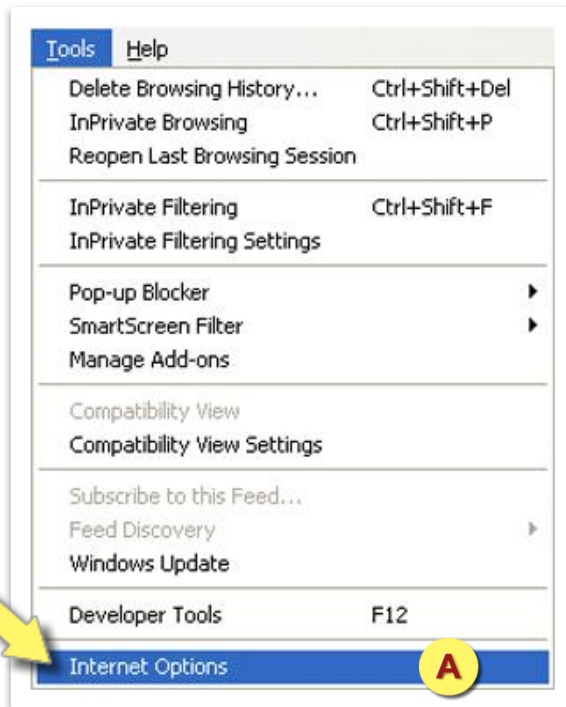 Tools Help
Delete Browsing History... Ctrl+Shift+Del
InPrivate Browsing Ctrl+Shift+P
Reopen Last Browsing Session
InPrivate Filtering Ctrl+Shift+F
InPrivate Filtering Settings
Pop-up Blocker
SmartScreen Filter
Manage Add-ons
Compatibility View
Compatibility View Settings
Subscribe to this Feed...
Feed Discovery
Windows Update
Developer Tools F12
Internet Options A